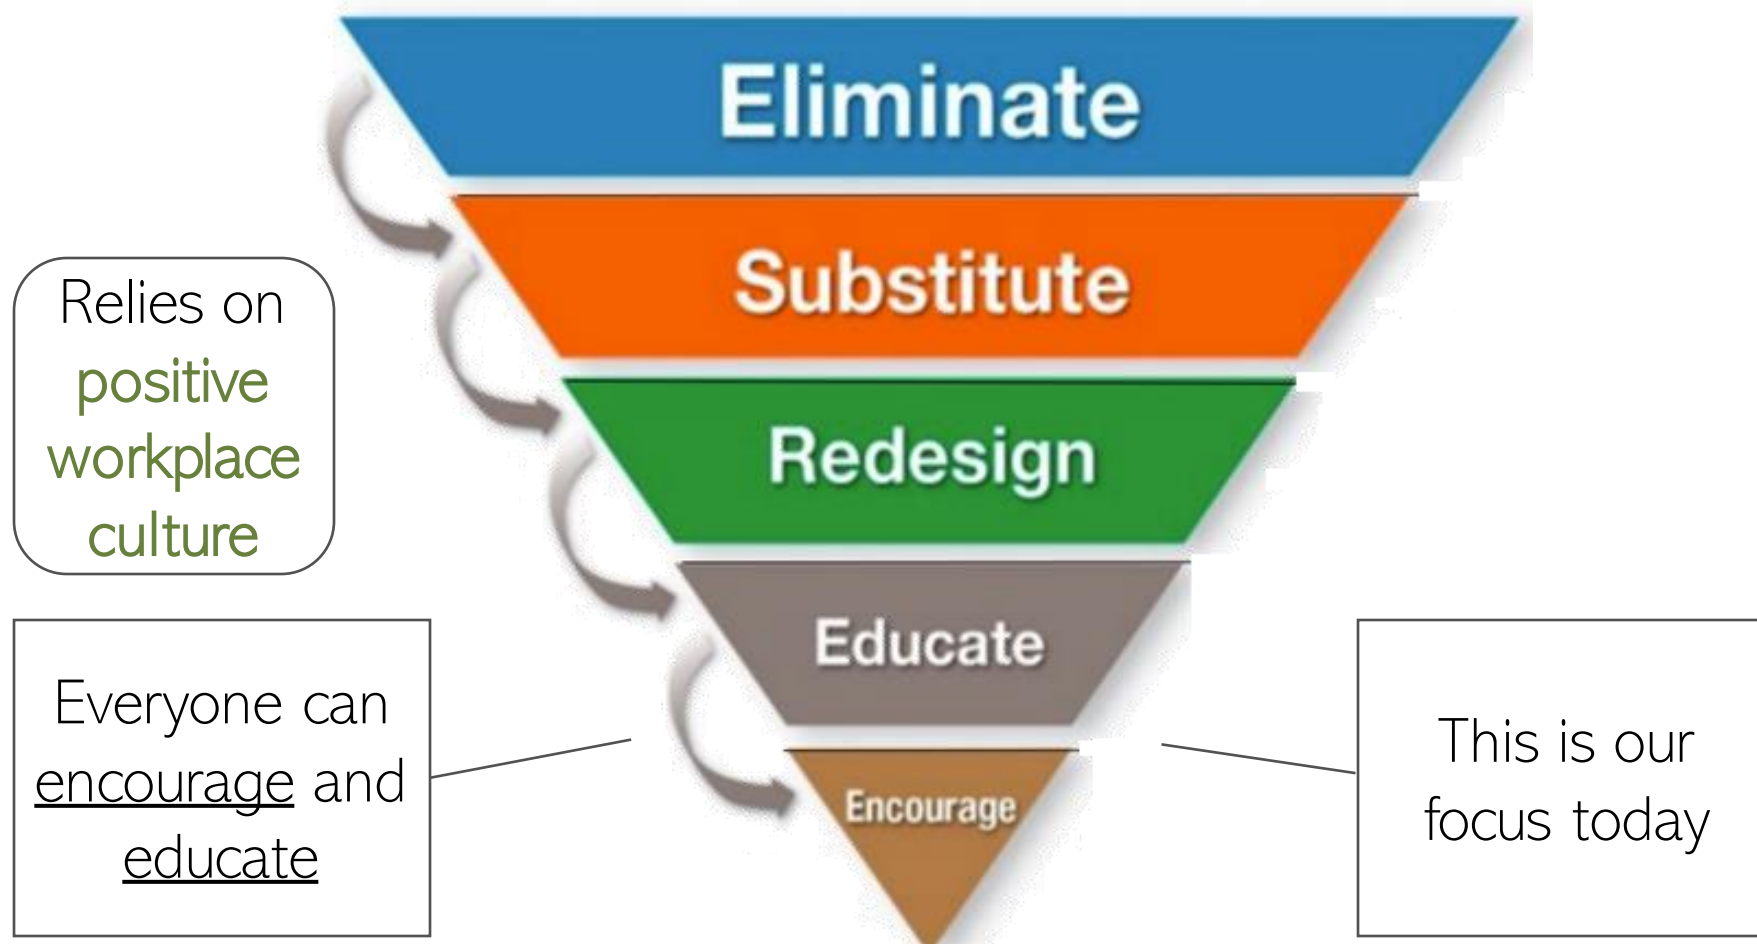 Eliminate
Substitute
Redesign
Educate
Encourage
Relies on
positive
workplace
culture
Everyone can
encourage and
educate
This is our
focus today